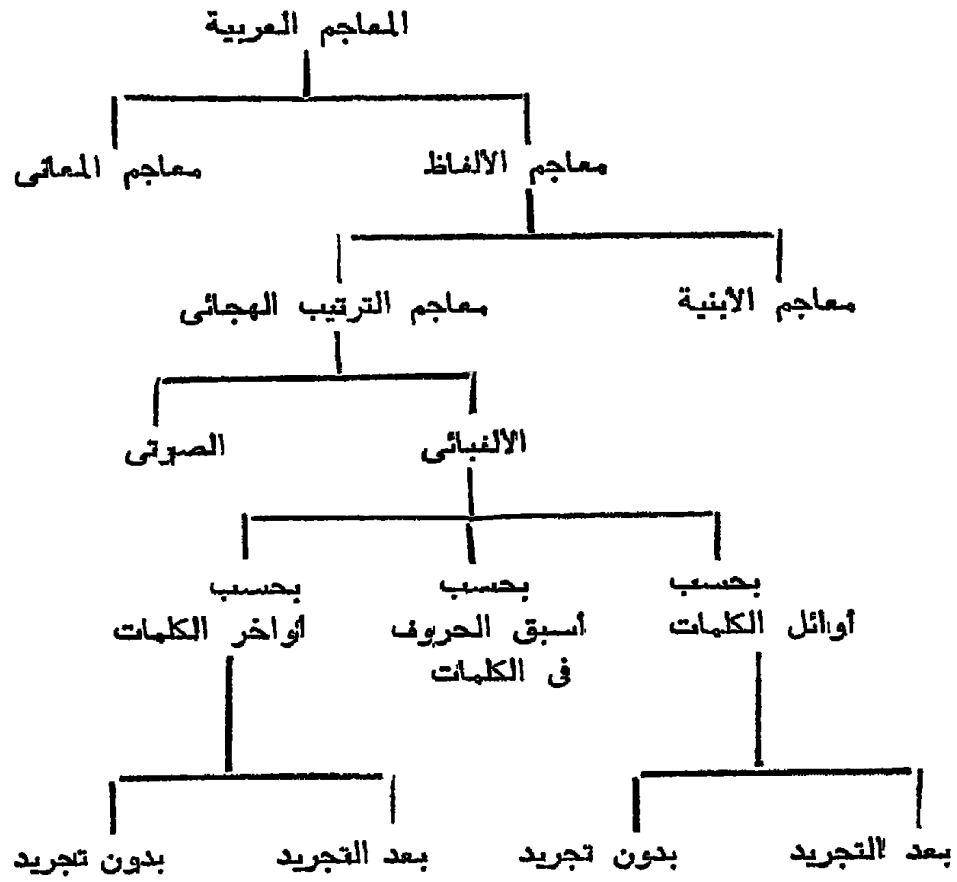 المعاجم العربية
معاجم الألفاظ
معاجم المعانى
معاجم الأبنية
معاجم الترتيب الهجائى
الألفبائى
الصوتى
بحسب
أوائل الكلمات
بحسب
أسبق الحروف
فى الكلمات
بحسب
أواخر الكلمات
بعد التجريد
بدون تجريد
بعد التجريد
بدون تجريد